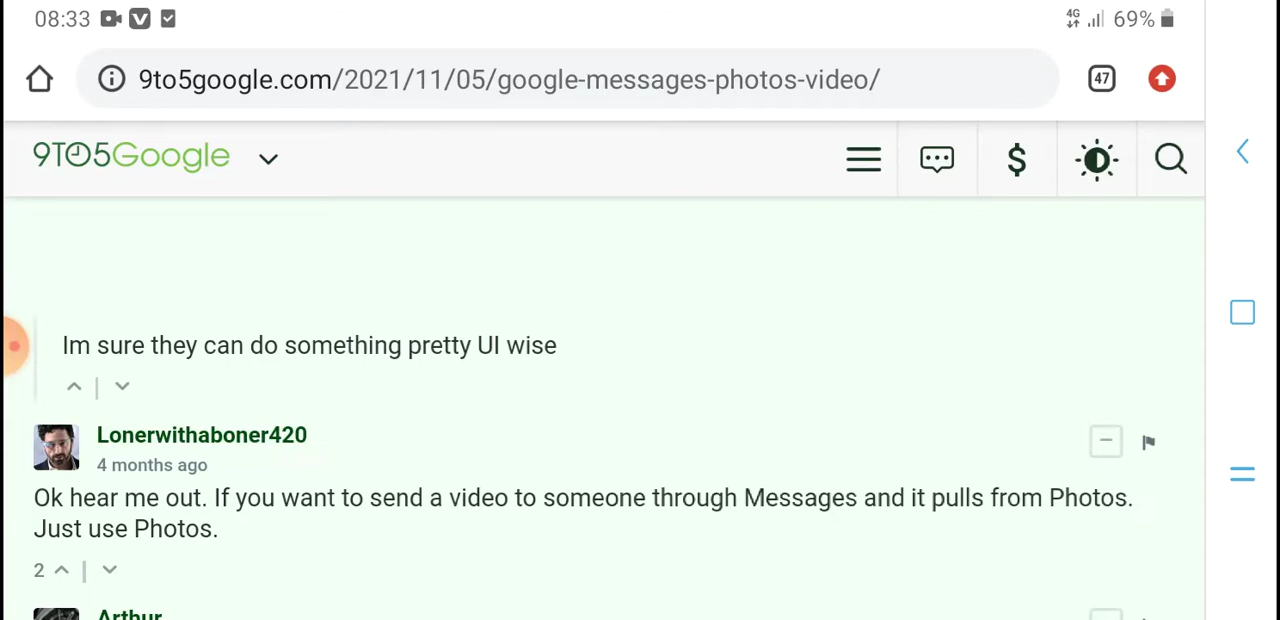 08:33 V 4G 69%
9to5google.com/2021/11/05/google-messages-photos-video/ 47
9TO5Google $
Im sure they can do something pretty UI wise
Lonerwithaboner420
4 months ago
Ok hear me out. If you want to send a video to someone through Messages and it pulls from Photos.
Just use Photos.
2
Arthur